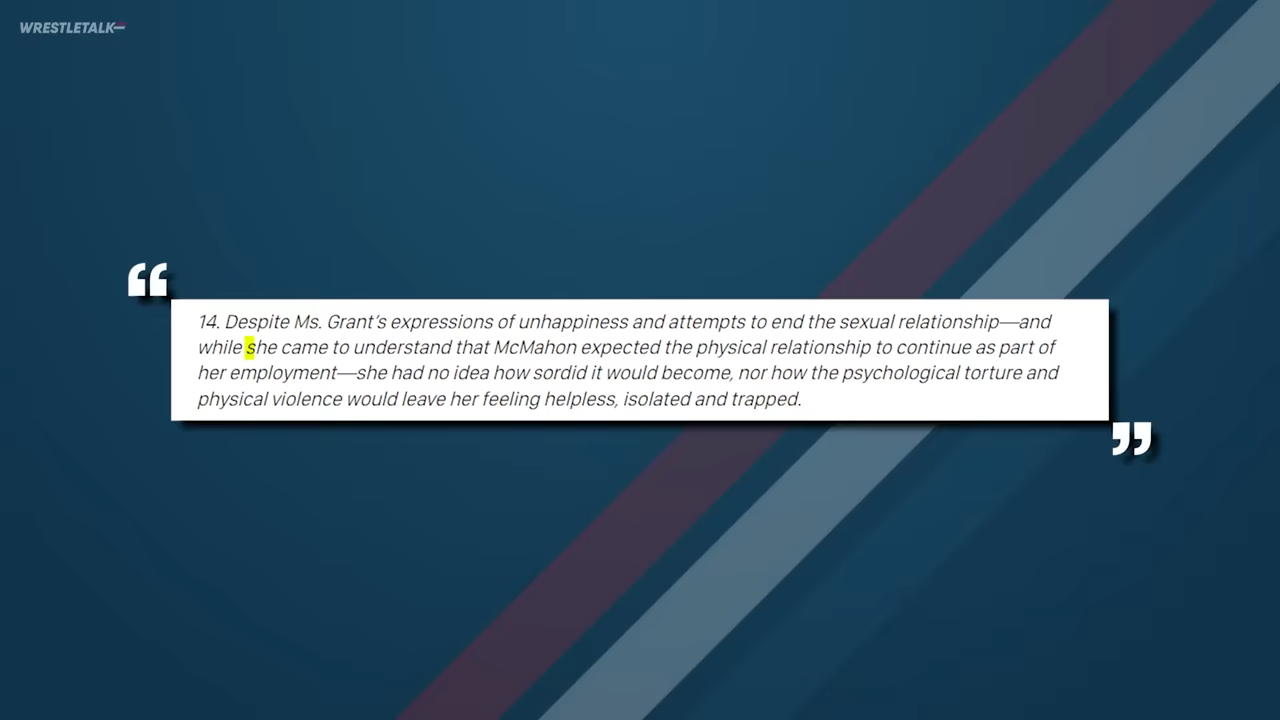 WRESTLETALK
“
14. Despite Ms. Grant's expressions of unhappiness and attempts to end the sexual relationship—and
while she came to understand that McMahon expected the physical relationship to continue as part of
her employment—she had no idea how sordid it would become, nor how the psychological torture and
physical violence would leave her feeling helpless, isolated and trapped.
”